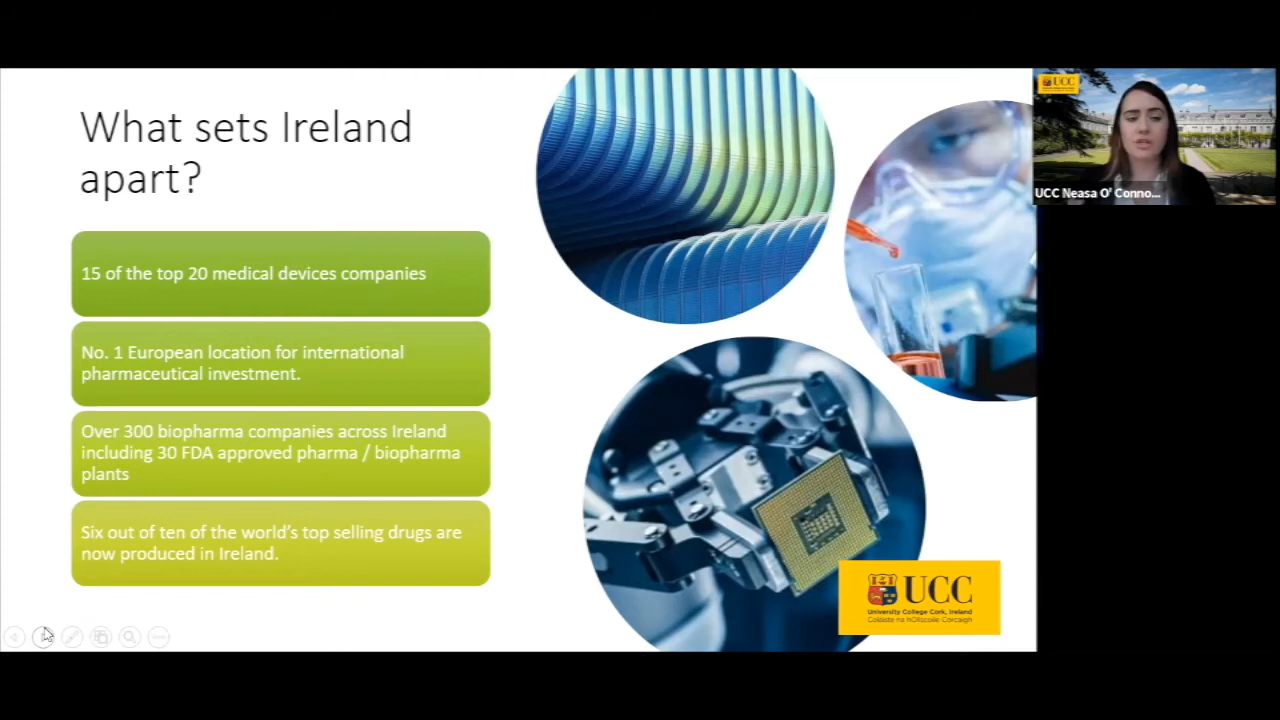 What sets Ireland
apart?
15 of the top 20 medical devices companies
No. 1 European location for international
pharmaceutical investment.
Over 300 biopharma companies across Ireland
including 30 FDA approved pharma / biopharma
plants
Six out of ten of the world's top selling drugs are
now produced in Ireland.
UCC
University College Cork, Ireland
Coláiste na hOllscoile Corcaigh
UCC
UCC Neasa O' Conno...